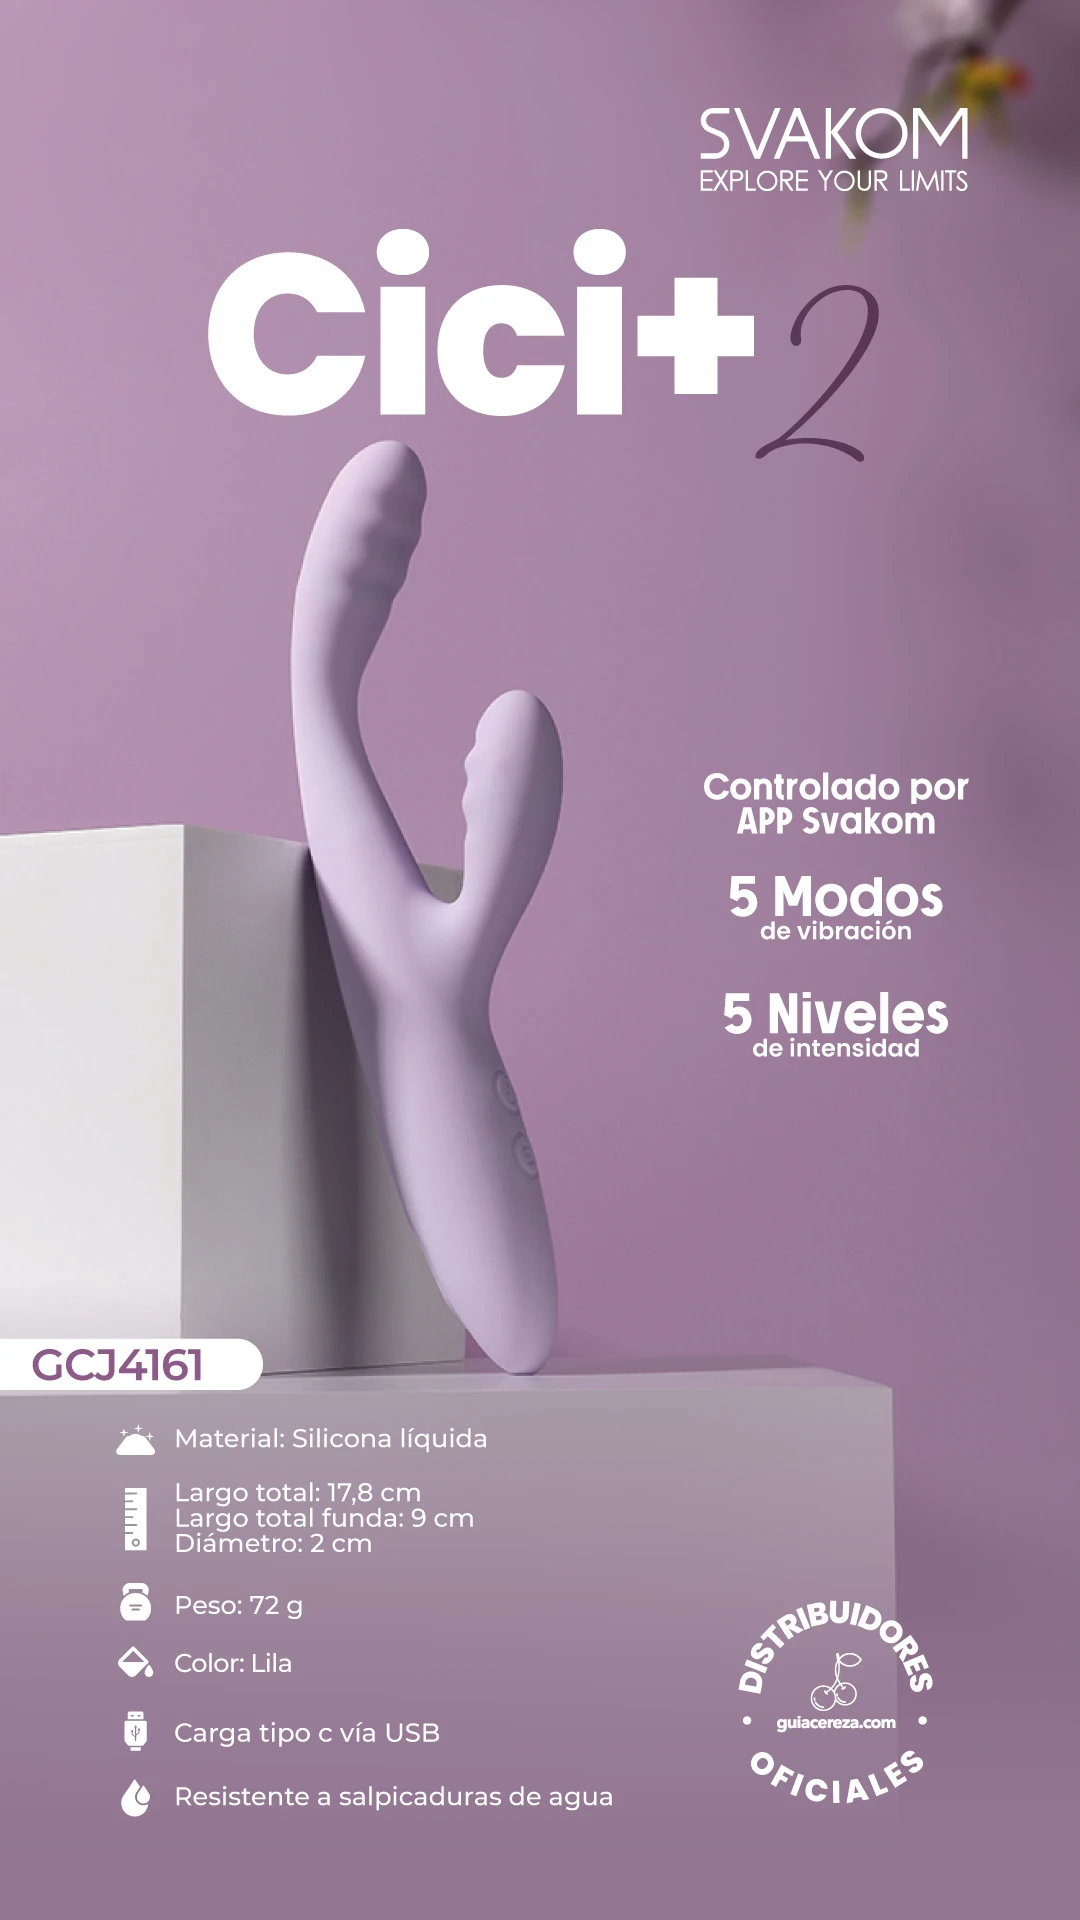 SVAKOM
EXPLORE YOUR LIMITS
Cici+ 2
Controlado por
APP Svakom
5 Modos
de vibración
5 Niveles
de intensidad
GCJ4161
Material: Silicona líquida
Largo total: 17,8 cm
Largo total funda: 9 cm
Diámetro: 2 cm
Peso: 72 g
Color: Lila
Carga tipo c vía USB
Resistente a salpicaduras de agua
DISTRIBUIDORES
guiacereza.com
OFICIALES